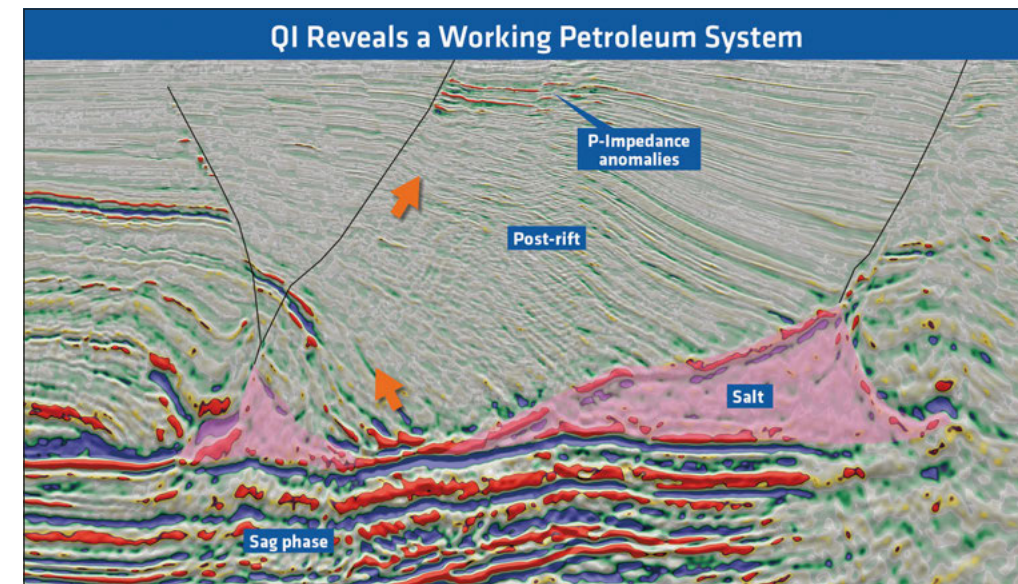 QI Reveals a Working Petroleum System
P-Impedance
anomalies
Post-rift
Salt
Sag phase